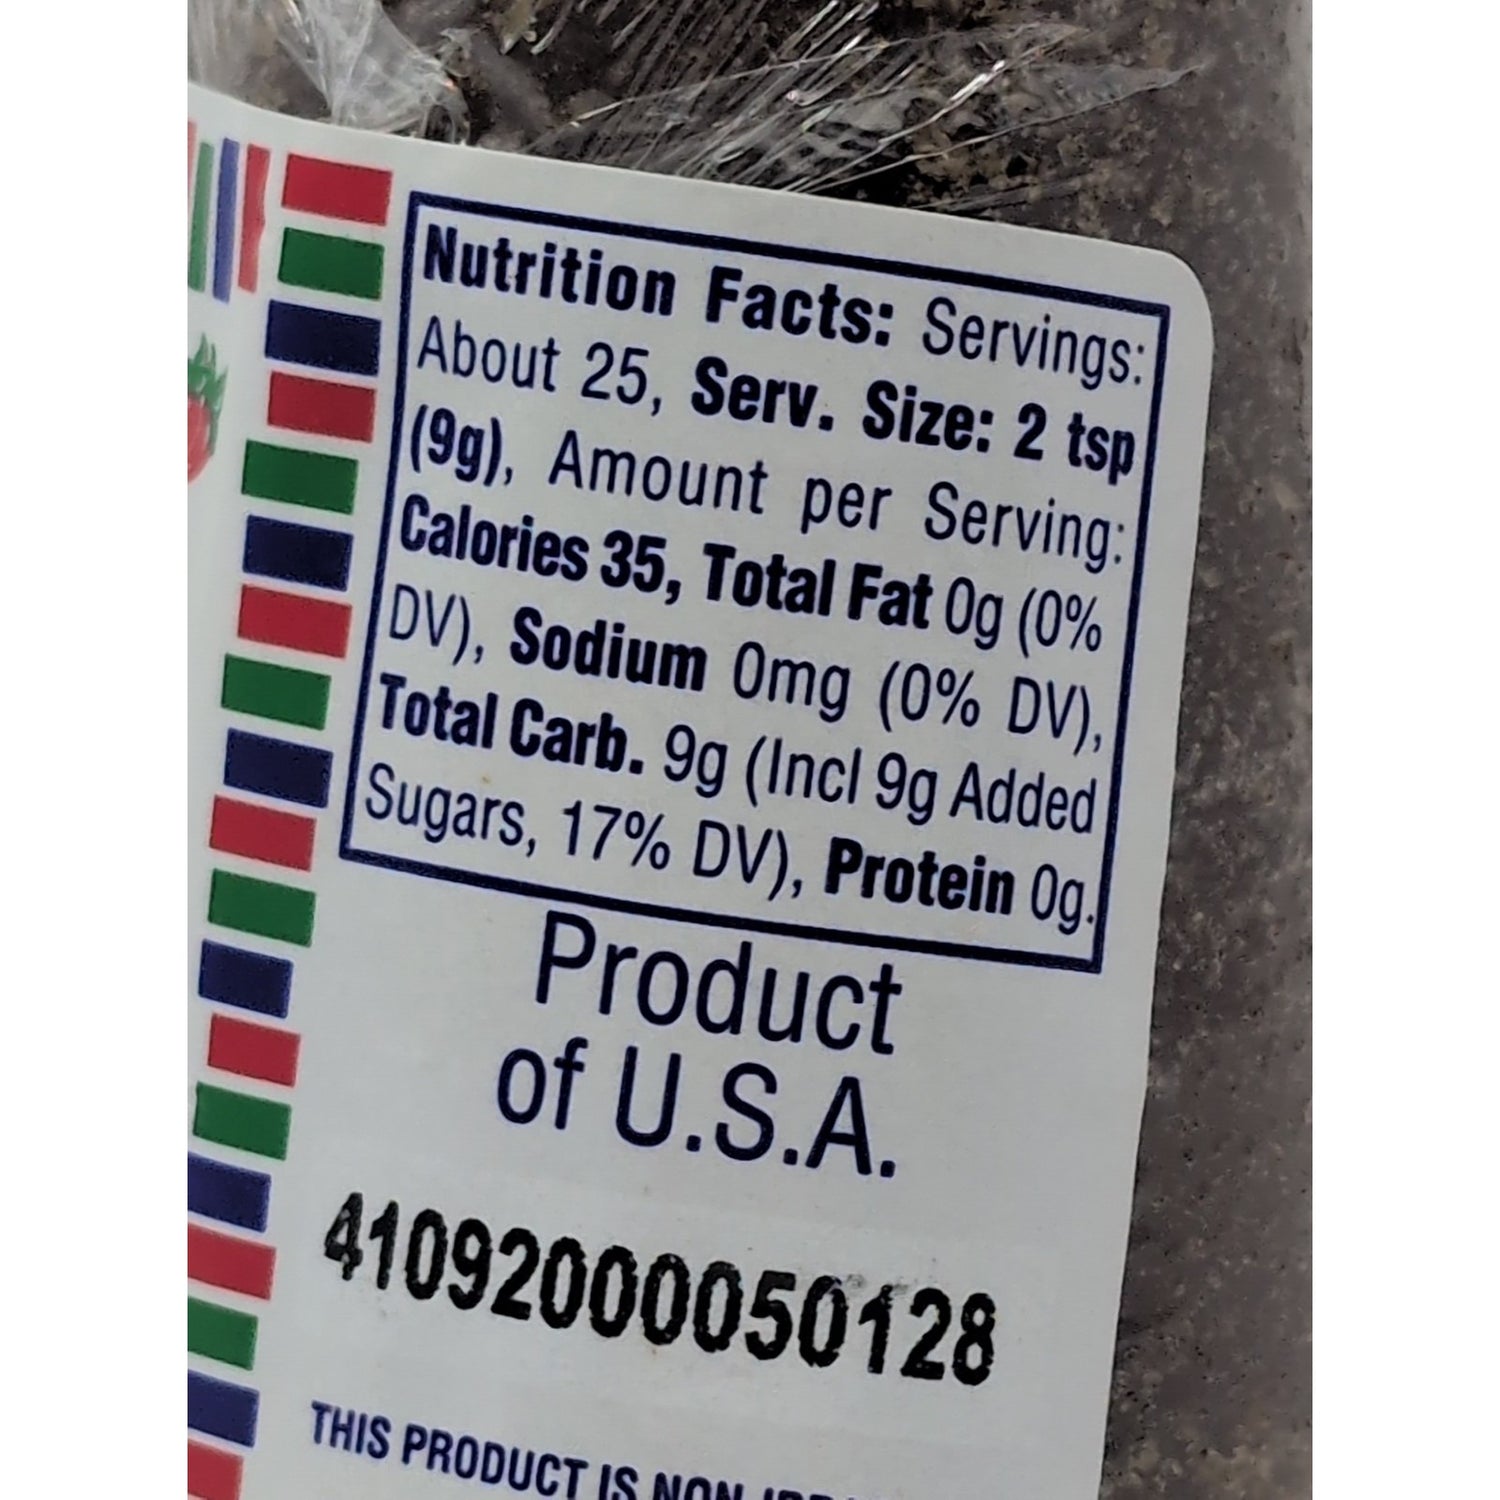 Nutrition Facts: Servings:
About 25, Serv. Size: 2 tsp
(9g), Amount per Serving:
Calories 35, Total Fat 0g (0%
DV), Sodium 0mg (0% DV),
Total Carb. 9g (Incl 9g Added
Sugars, 17% DV), Protein 0g.
Product
of U.S.A.
41092000050128
THIS PRODUCT IS